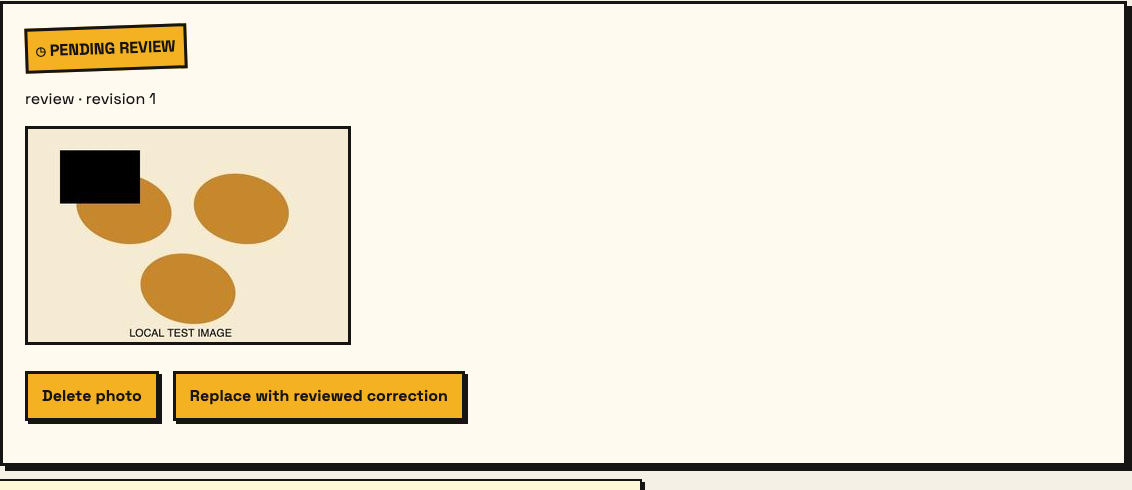 ◷ PENDING REVIEW
review · revision 1
LOCAL TEST IMAGE
Delete photo
Replace with reviewed correction